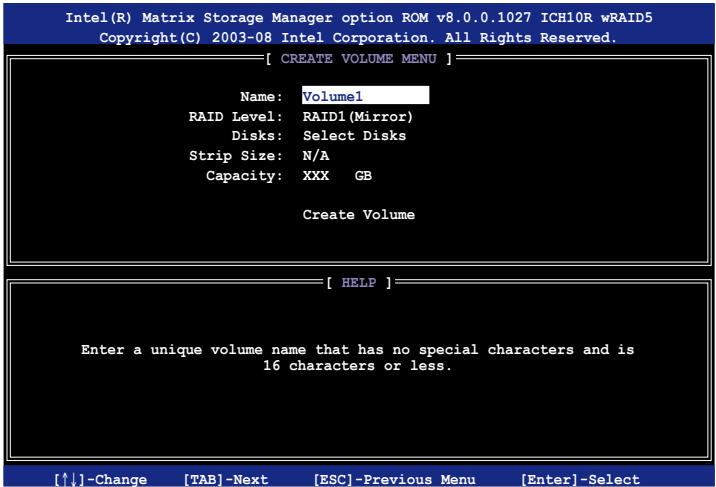 Intel(R) Matrix Storage Manager option ROM v8.0.0.1027 ICH10R wRAID5
Copyright(C) 2003-08 Intel Corporation. All Rights Reserved.
[ CREATE VOLUME MENU ]
Name: Volume1
RAID Level: RAID1(Mirror)
Disks: Select Disks
Strip Size: N/A
Capacity: XXX GB
Create Volume
[ HELP ]
Enter a unique volume name that has no special characters and is
16 characters or less.
[↑↓]-Change [TAB]-Next [ESC]-Previous Menu [Enter]-Select